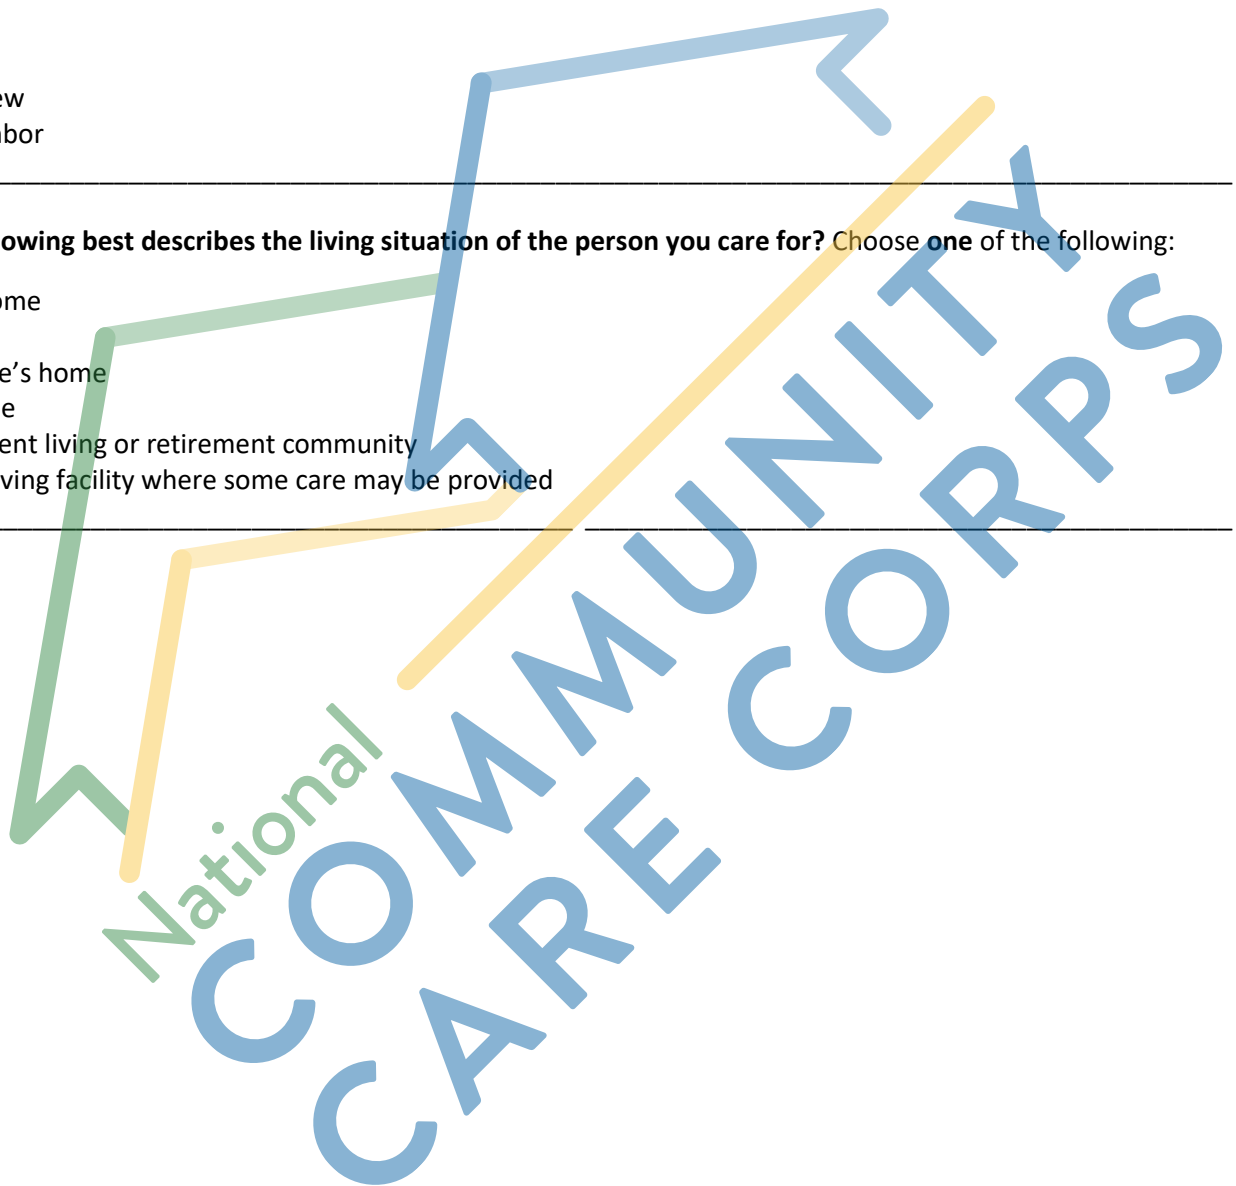 ew
bor
owing best describes the living situation of the person you care for? Choose one of the following:
ome
e’s home
e
ent living or retirement community
ving facility where some care may be provided
National
COMMUNITY
CARE CORPS